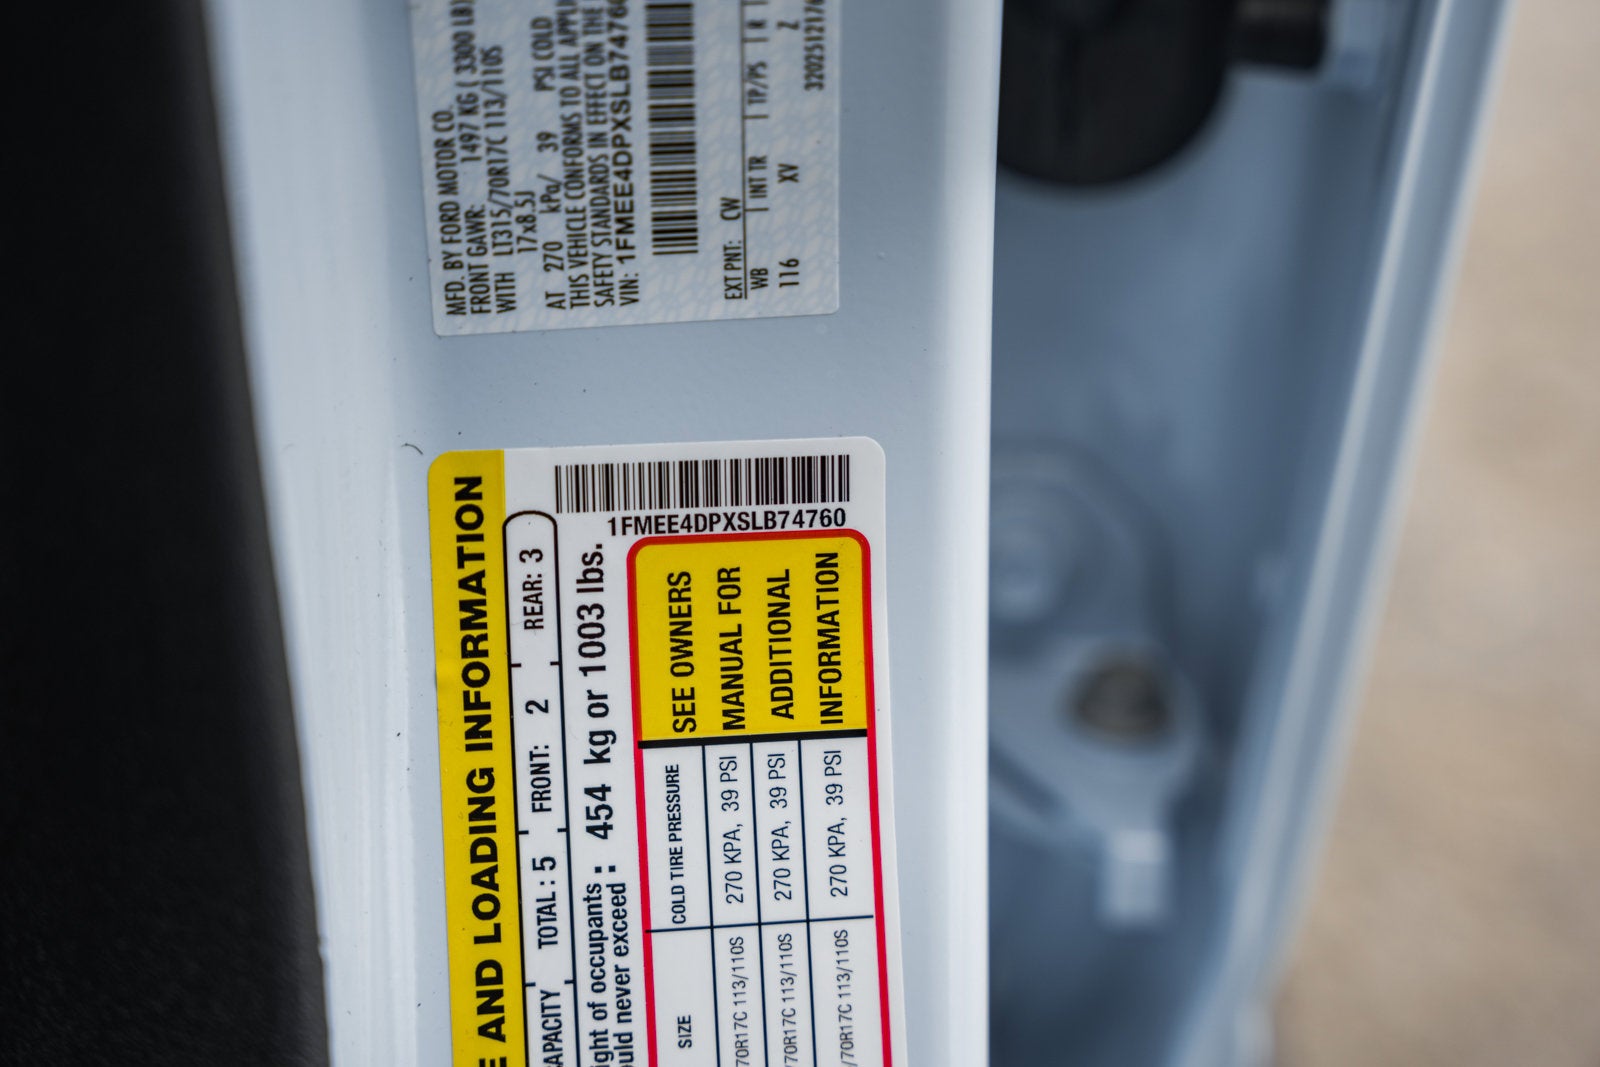 MFD. BY FORD MOTOR CO.
FRONT GAWR: 1497 KG ( 3300 LB)
WITH LT315/70R17C 113/110S
17x8.5J
AT 270 kPa/ 39 PSI COLD
THIS VEHICLE CONFORMS TO ALL
SAFETY STANDARDS IN EFFECT ON THE
VIN: 1FMEE4DPXSLB74760
EXT PNT: CW
WB INT TR TP/PS R
116 XV Z
1FMEE4DPXSLB74760
AND LOADING INFORMATION
TOTAL : 5 FRONT: 2 REAR: 3
of occupants : 454 kg or 1003 lbs.
never exceed :
SIZE COLD TIRE PRESSURE SEE OWNERS
/70R17C 113/110S 270 KPA, 39 PSI MANUAL FOR
/70R17C 113/110S 270 KPA, 39 PSI ADDITIONAL
/70R17C 113/110S 270 KPA, 39 PSI INFORMATION